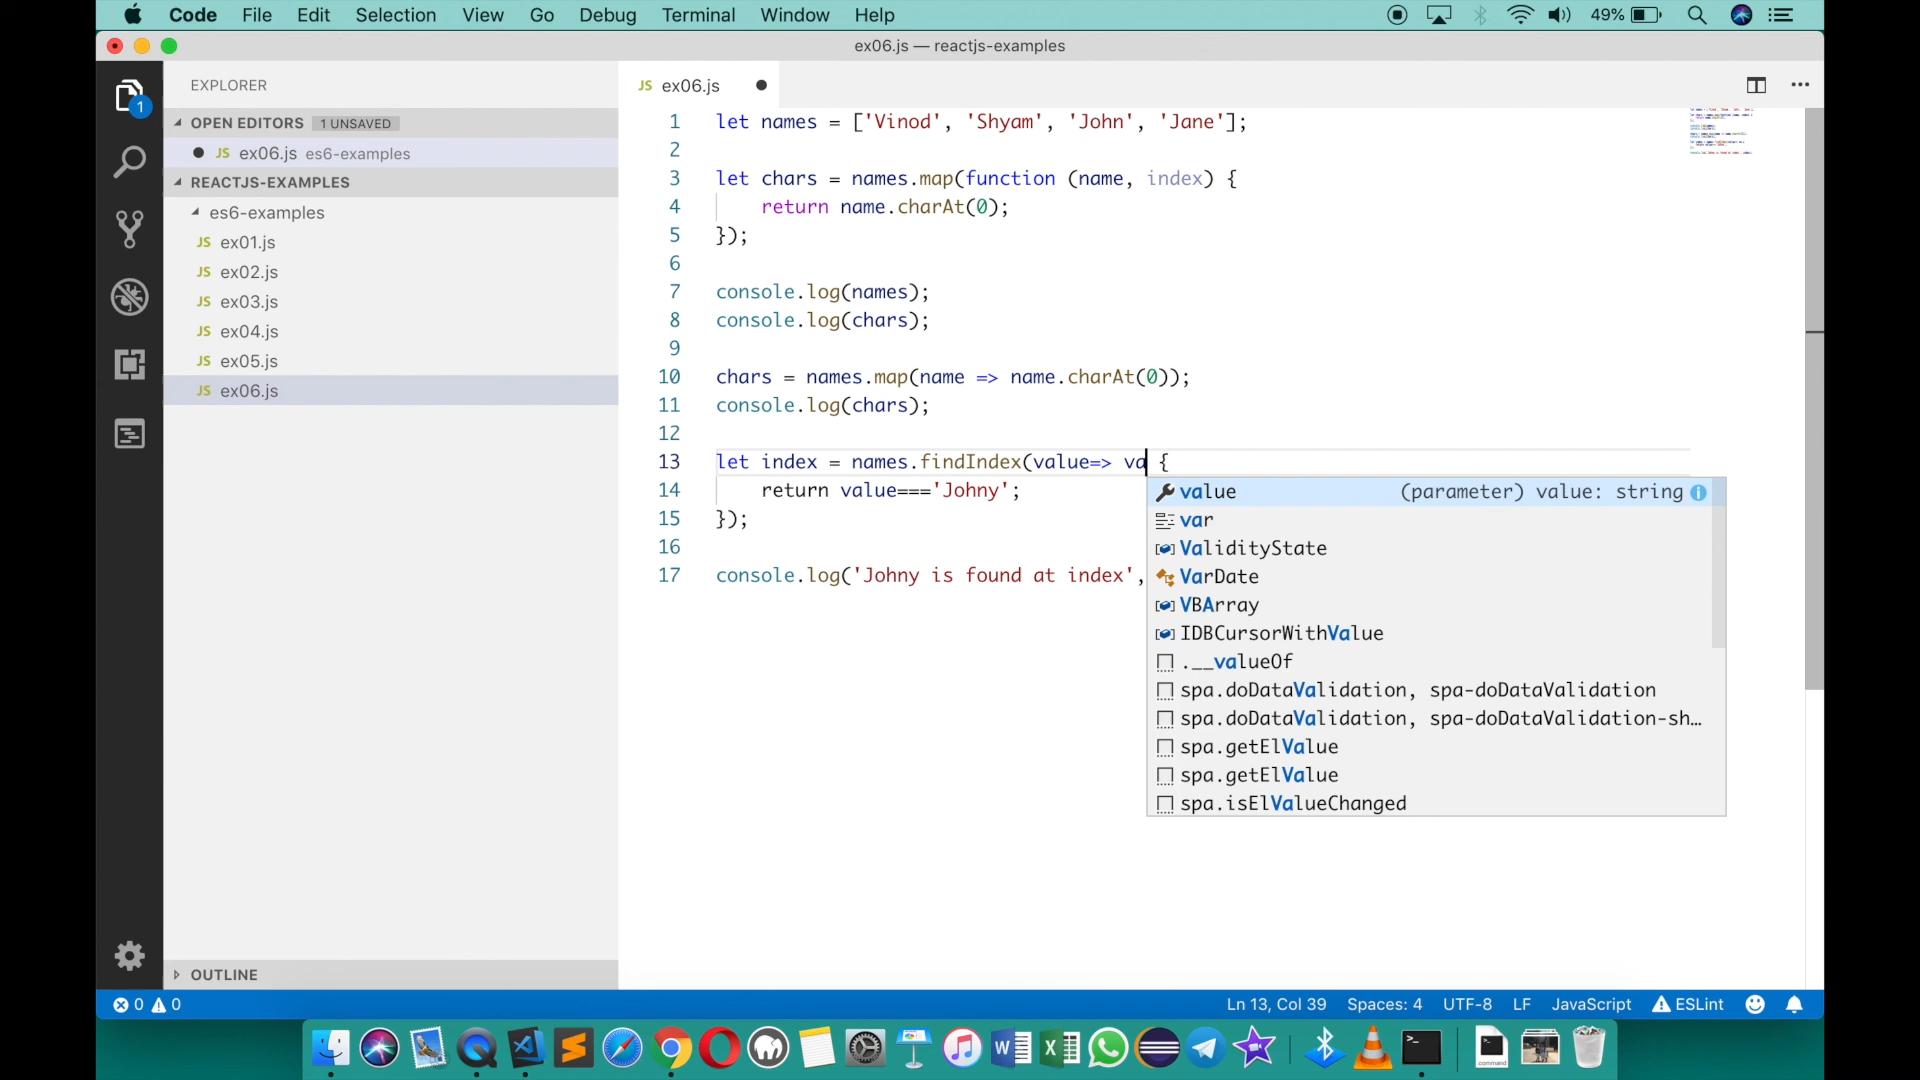 Code File Edit Selection View Go Debug Terminal Window Help 49%
ex06.js — reactjs-examples
EXPLORER
JS ex06.js
OPEN EDITORS 1 UNSAVED
JS ex06.js es6-examples
REACTJS-EXAMPLES
es6-examples
JS ex01.js
JS ex02.js
JS ex03.js
JS ex04.js
JS ex05.js
JS ex06.js
OUTLINE
1
1 let names = ['Vinod', 'Shyam', 'John', 'Jane'];
2
3 let chars = names.map(function (name, index) {
4 return name.charAt(0);
5 });
6
7 console.log(names);
8 console.log(chars);
9
10 chars = names.map(name => name.charAt(0));
11 console.log(chars);
12
13 let index = names.findIndex(value=> va {
14 return value==='Johny';
15 });
16
17 console.log('Johny is found at index',
value (parameter) value: string
var
ValidityState
VarDate
VBArray
IDBCursorWithValue
.__valueOf
spa.doDataValidation, spa-doDataValidation
spa.doDataValidation, spa-doDataValidation-sh…
spa.getElValue
spa.getElValue
spa.isElValueChanged
0 0 Ln 13, Col 39 Spaces: 4 UTF-8 LF JavaScript ESLint